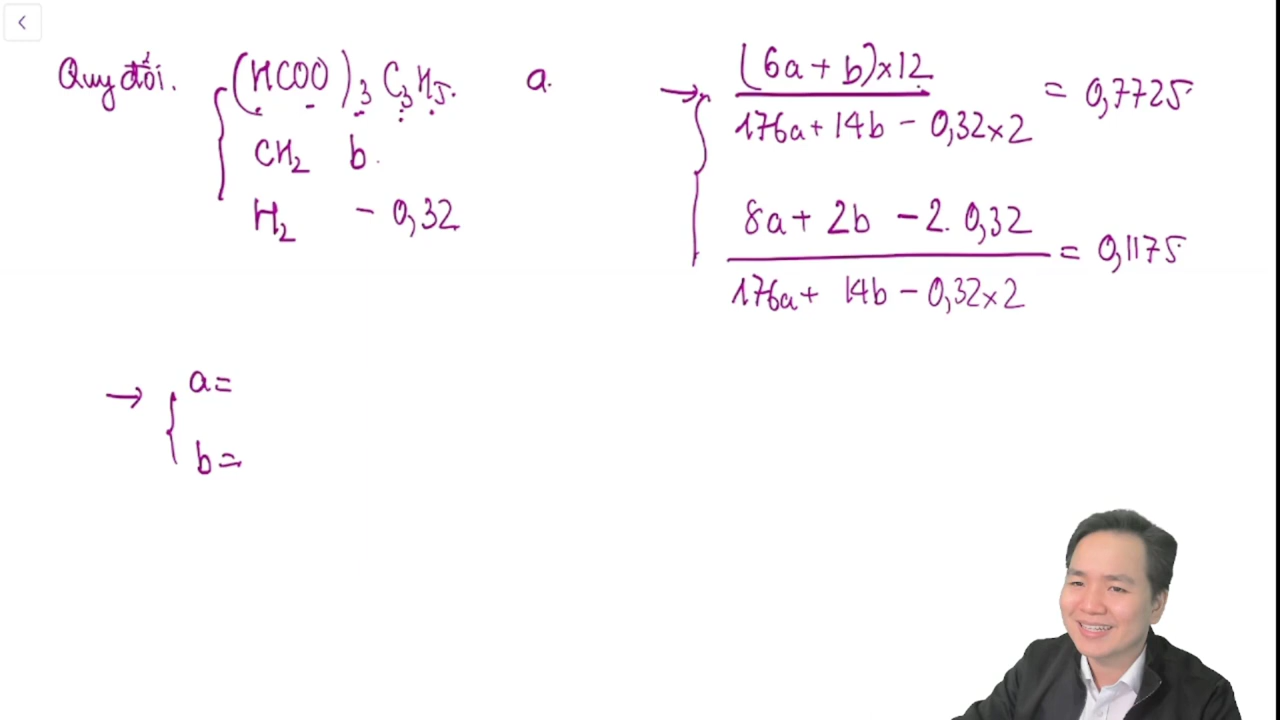 Quy đổi. (HCOO)₃C₃H₅. a.
CH₂ b.
H₂ - 0,32
→ (6a + b)×12 / 176a + 14b - 0,32×2 = 0,7725
8a + 2b - 2. 0,32 / 176a + 14b - 0,32×2 = 0,1175
→ a =
b =